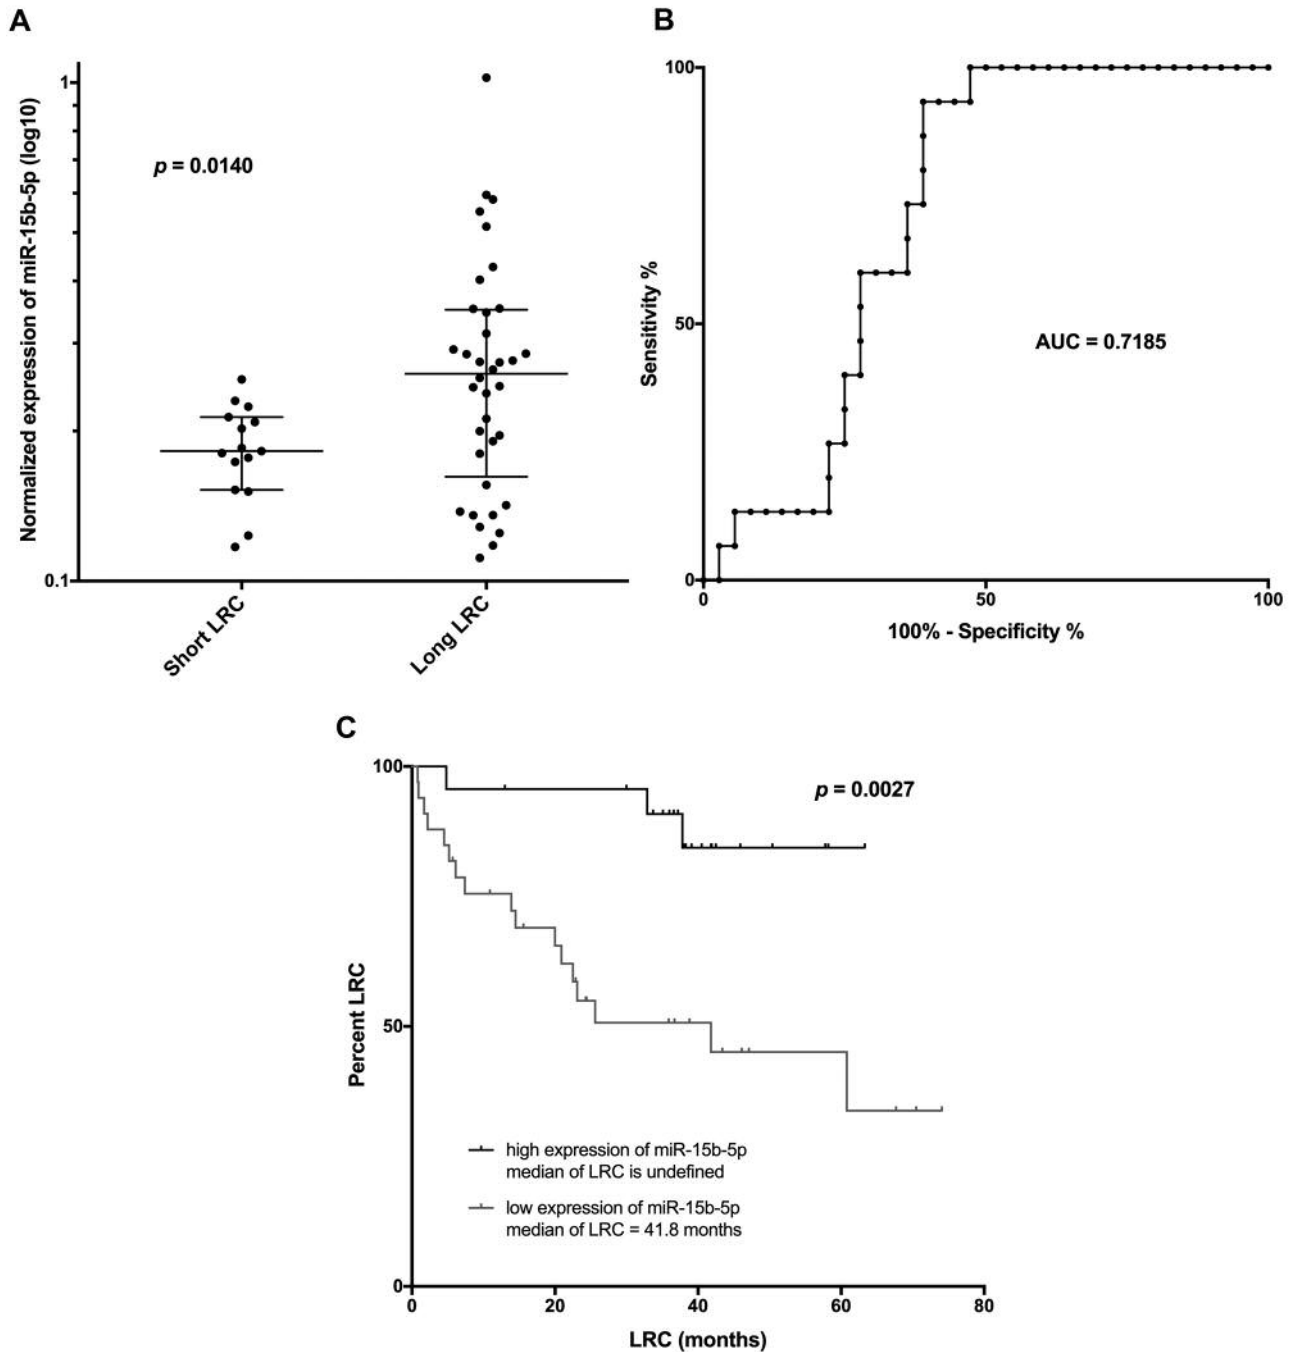 A
Normalized expression of miR-15b-5p (log10)
1
0.1
p = 0.0140
Short LRC
Long LRC
B
Sensitivity %
100
50
0
AUC = 0.7185
0
50
100
100% - Specificity %
C
Percent LRC
100
50
0
p = 0.0027
high expression of miR-15b-5p
median of LRC is undefined
low expression of miR-15b-5p
median of LRC = 41.8 months
0
20
40
60
80
LRC (months)